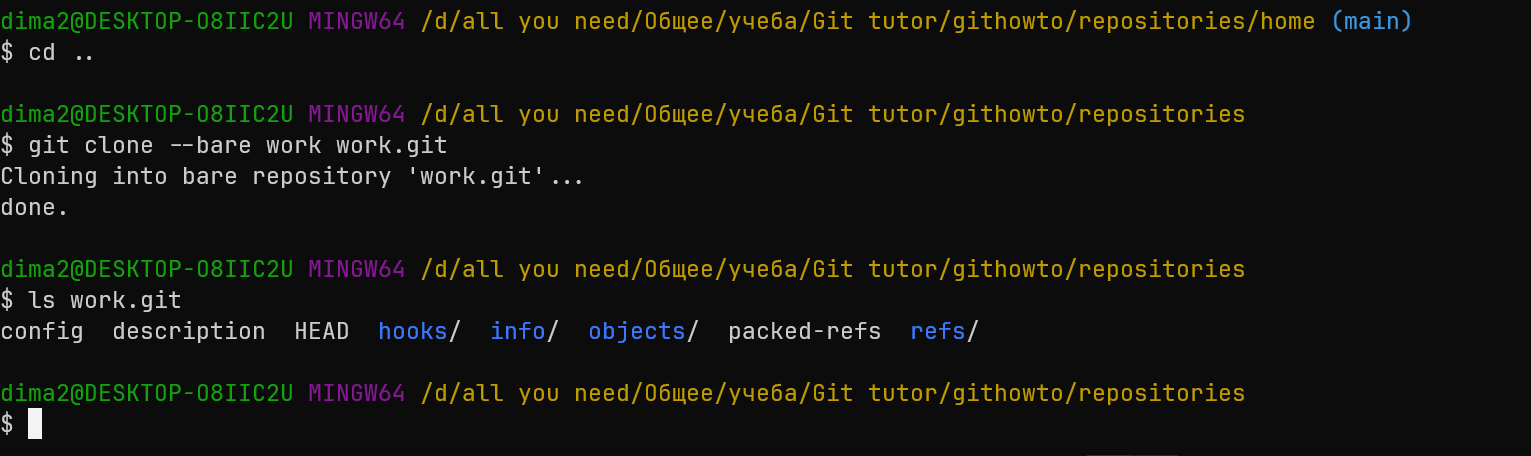 dima2@DESKTOP-O8IIC2U MINGW64 /d/all you need/Общее/учеба/Git tutor/githowto/repositories/home (main)
$ cd ..
dima2@DESKTOP-O8IIC2U MINGW64 /d/all you need/Общее/учеба/Git tutor/githowto/repositories
$ git clone --bare work work.git
Cloning into bare repository 'work.git'...
done.
dima2@DESKTOP-O8IIC2U MINGW64 /d/all you need/Общее/учеба/Git tutor/githowto/repositories
$ ls work.git
config  description  HEAD  hooks/  info/  objects/  packed-refs  refs/
dima2@DESKTOP-O8IIC2U MINGW64 /d/all you need/Общее/учеба/Git tutor/githowto/repositories
$